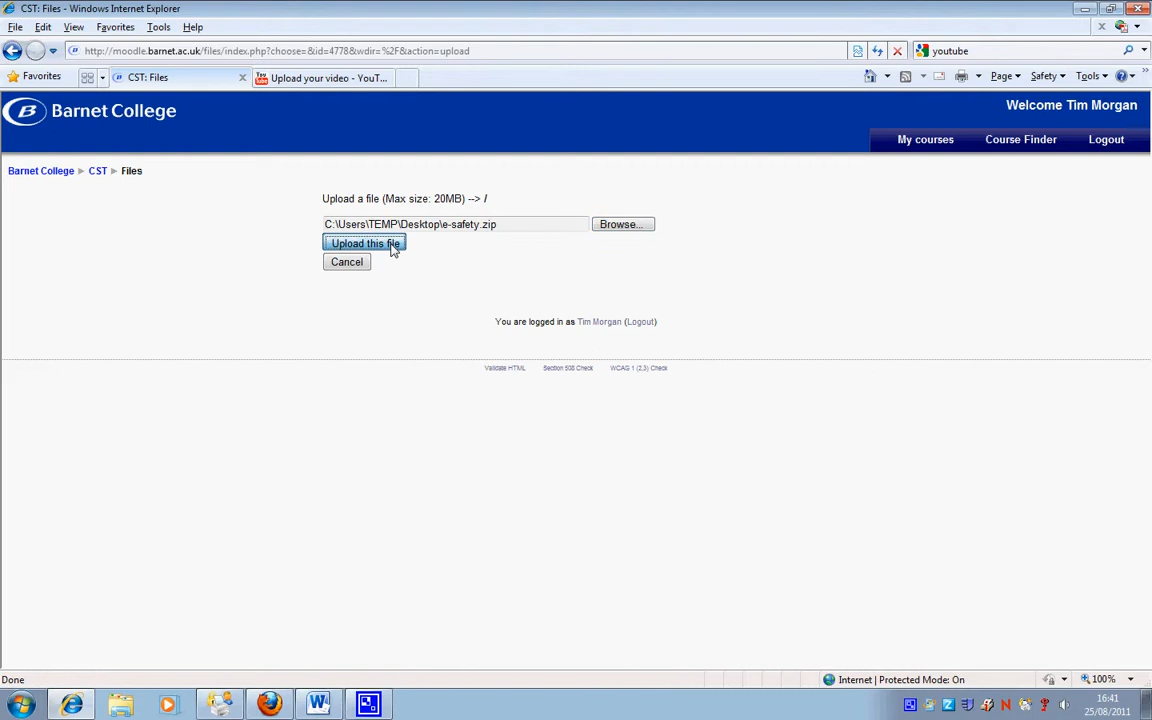 CST: Files - Windows Internet Explorer
File Edit View Favorites Tools Help
http://moodle.barnet.ac.uk/files/index.php?choose=&id=4778&wdir=%2F&action=upload
youtube
Favorites
CST: Files
Upload your video - YouT...
Page Safety Tools
B Barnet College
Welcome Tim Morgan
My courses Course Finder Logout
Barnet College ► CST ► Files
Upload a file (Max size: 20MB) --> /
C:\Users\TEMP\Desktop\e-safety.zip
Browse...
Upload this file
Cancel
You are logged in as Tim Morgan (Logout)
Validate HTML Section 508 Check WCAG 1 (2,3) Check
Done
Internet | Protected Mode: On
100%
16:41
25/08/2011